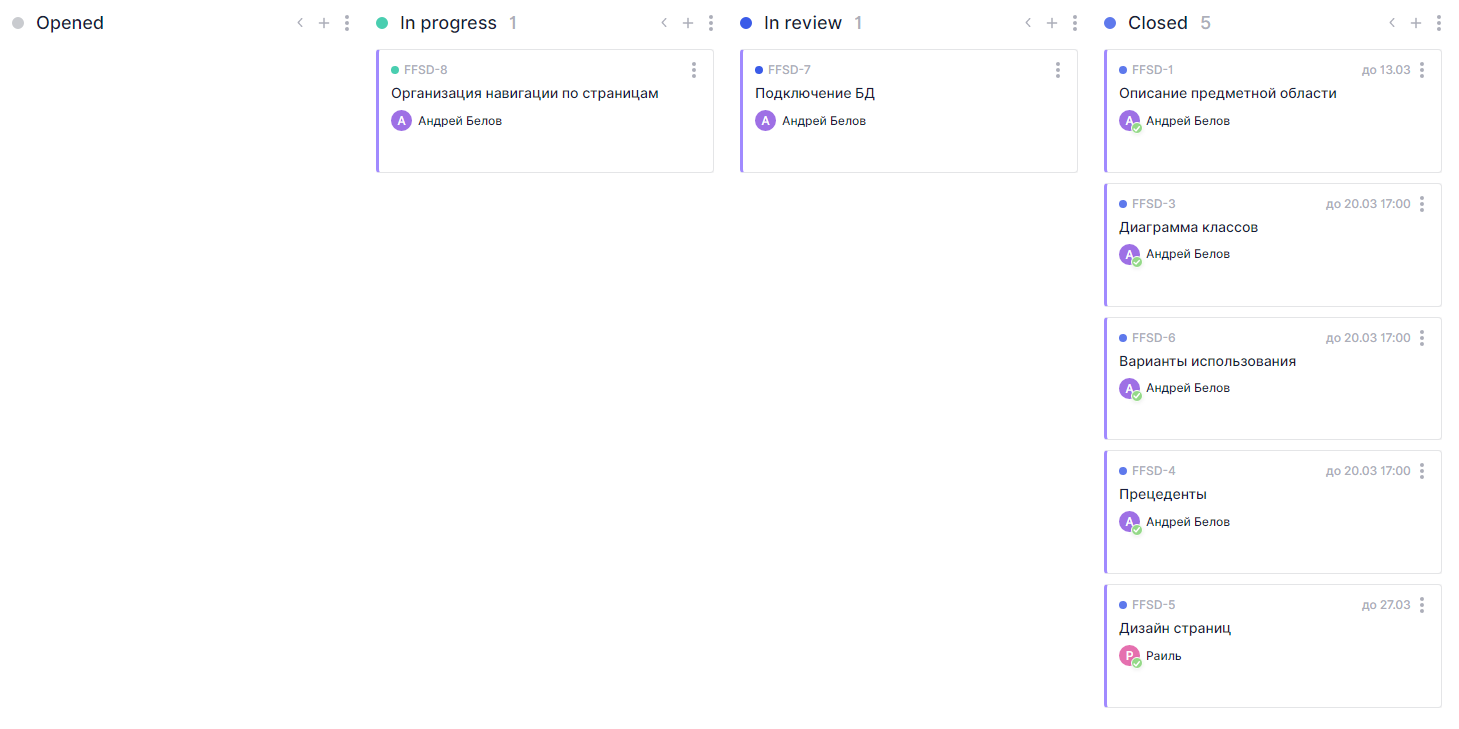 Opened
In progress 1
FFSD-8
Организация навигации по страницам
А Андрей Белов
In review 1
FFSD-7
Подключение БД
А Андрей Белов
Closed 5
FFSD-1 до 13.03
Описание предметной области
А Андрей Белов
FFSD-3 до 20.03 17:00
Диаграмма классов
А Андрей Белов
FFSD-6 до 20.03 17:00
Варианты использования
А Андрей Белов
FFSD-4 до 20.03 17:00
Прецеденты
А Андрей Белов
FFSD-5 до 27.03
Дизайн страниц
Р Раиль